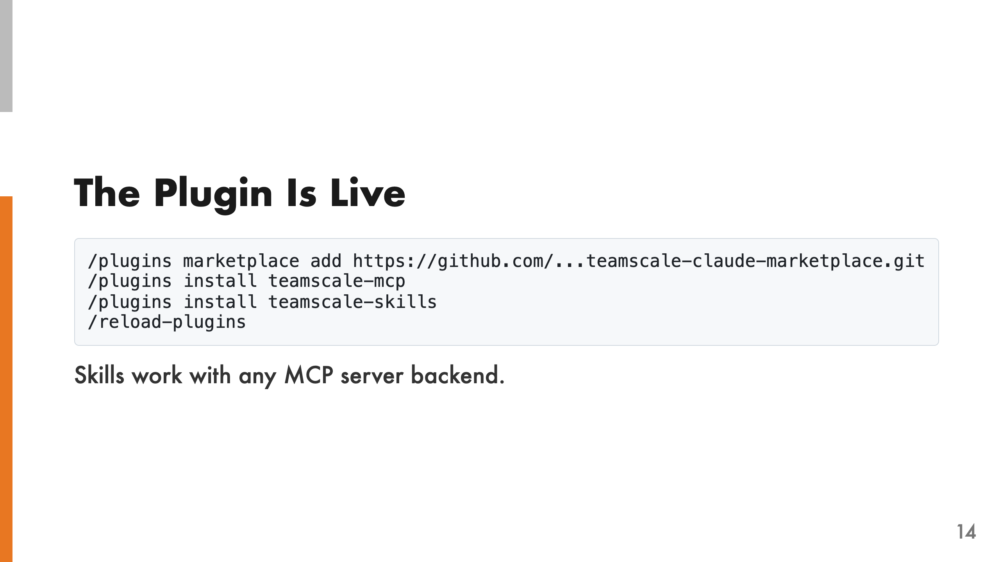 The Plugin Is Live
/plugins marketplace add https://github.com/...teamscale-claude-marketplace.git
/plugins install teamscale-mcp
/plugins install teamscale-skills
/reload-plugins
Skills work with any MCP server backend.
14